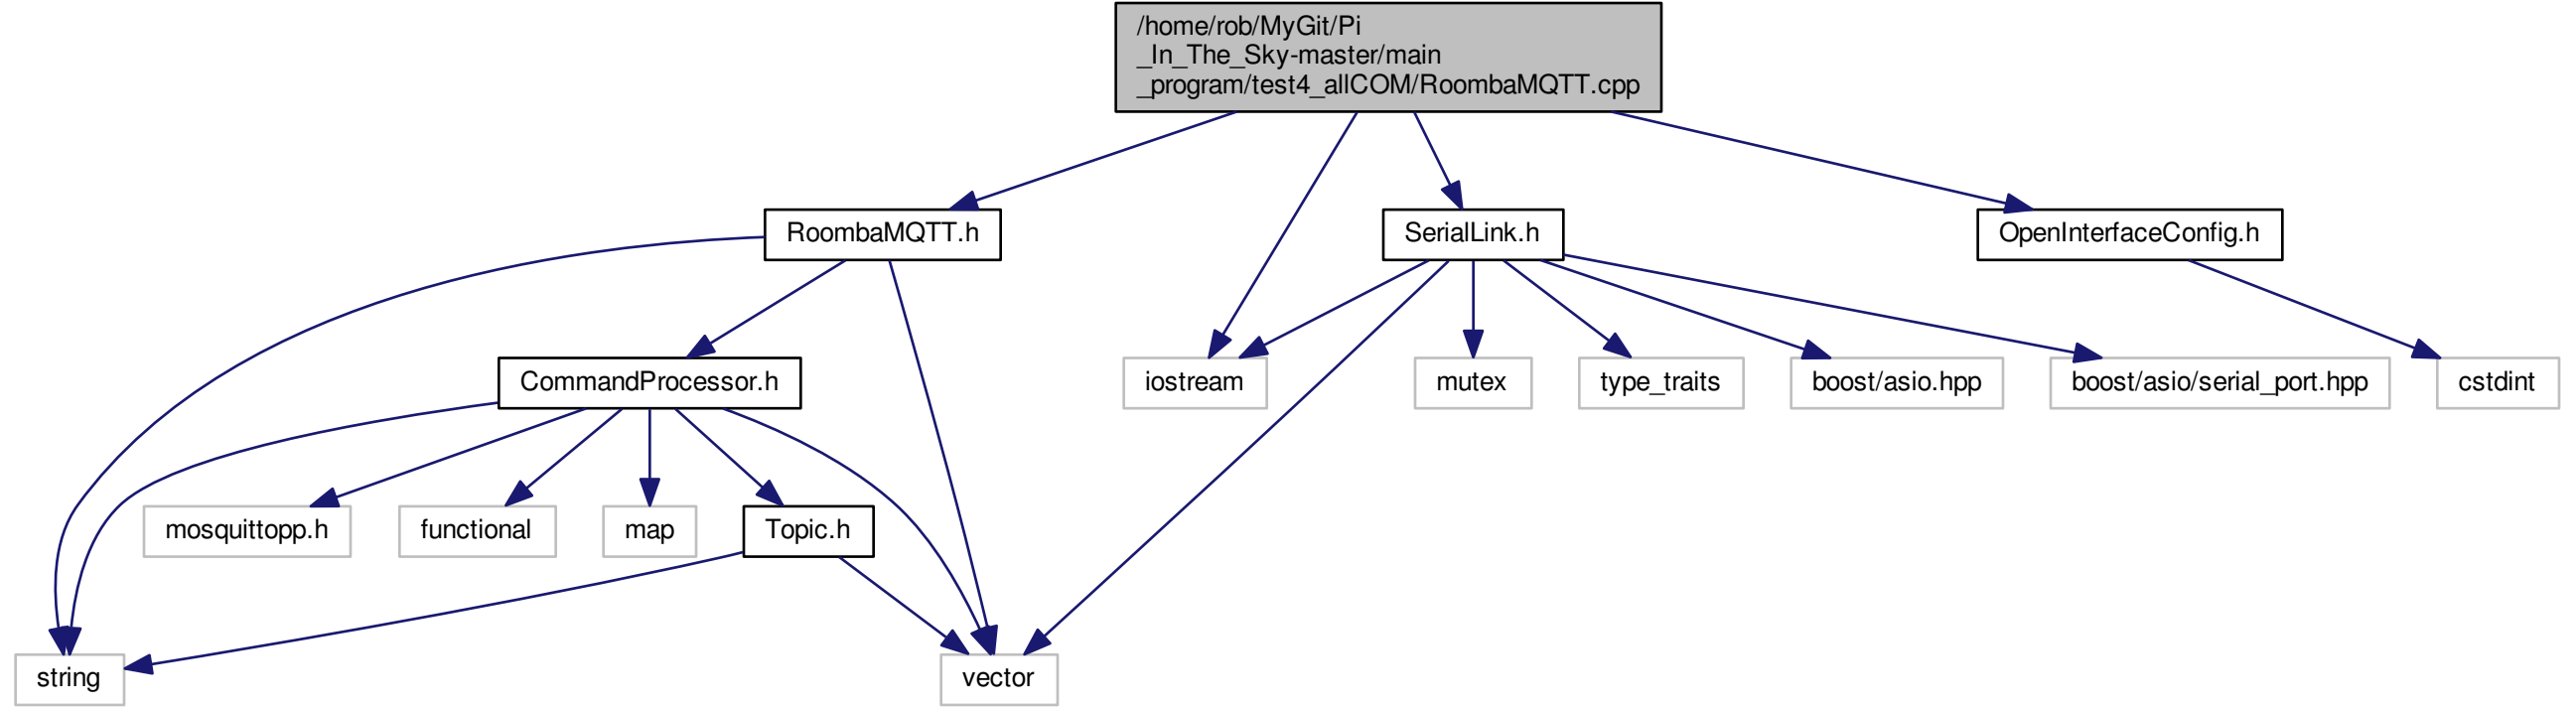 /home/rob/MyGit/Pi
_In_The_Sky-master/main
_program/test4_allCOM/RoombaMQTT.cpp
RoombaMQTT.h
SerialLink.h
OpenInterfaceConfig.h
CommandProcessor.h
iostream
mutex
type_traits
boost/asio.hpp
boost/asio/serial_port.hpp
cstdint
mosquittopp.h
functional
map
Topic.h
string
vector